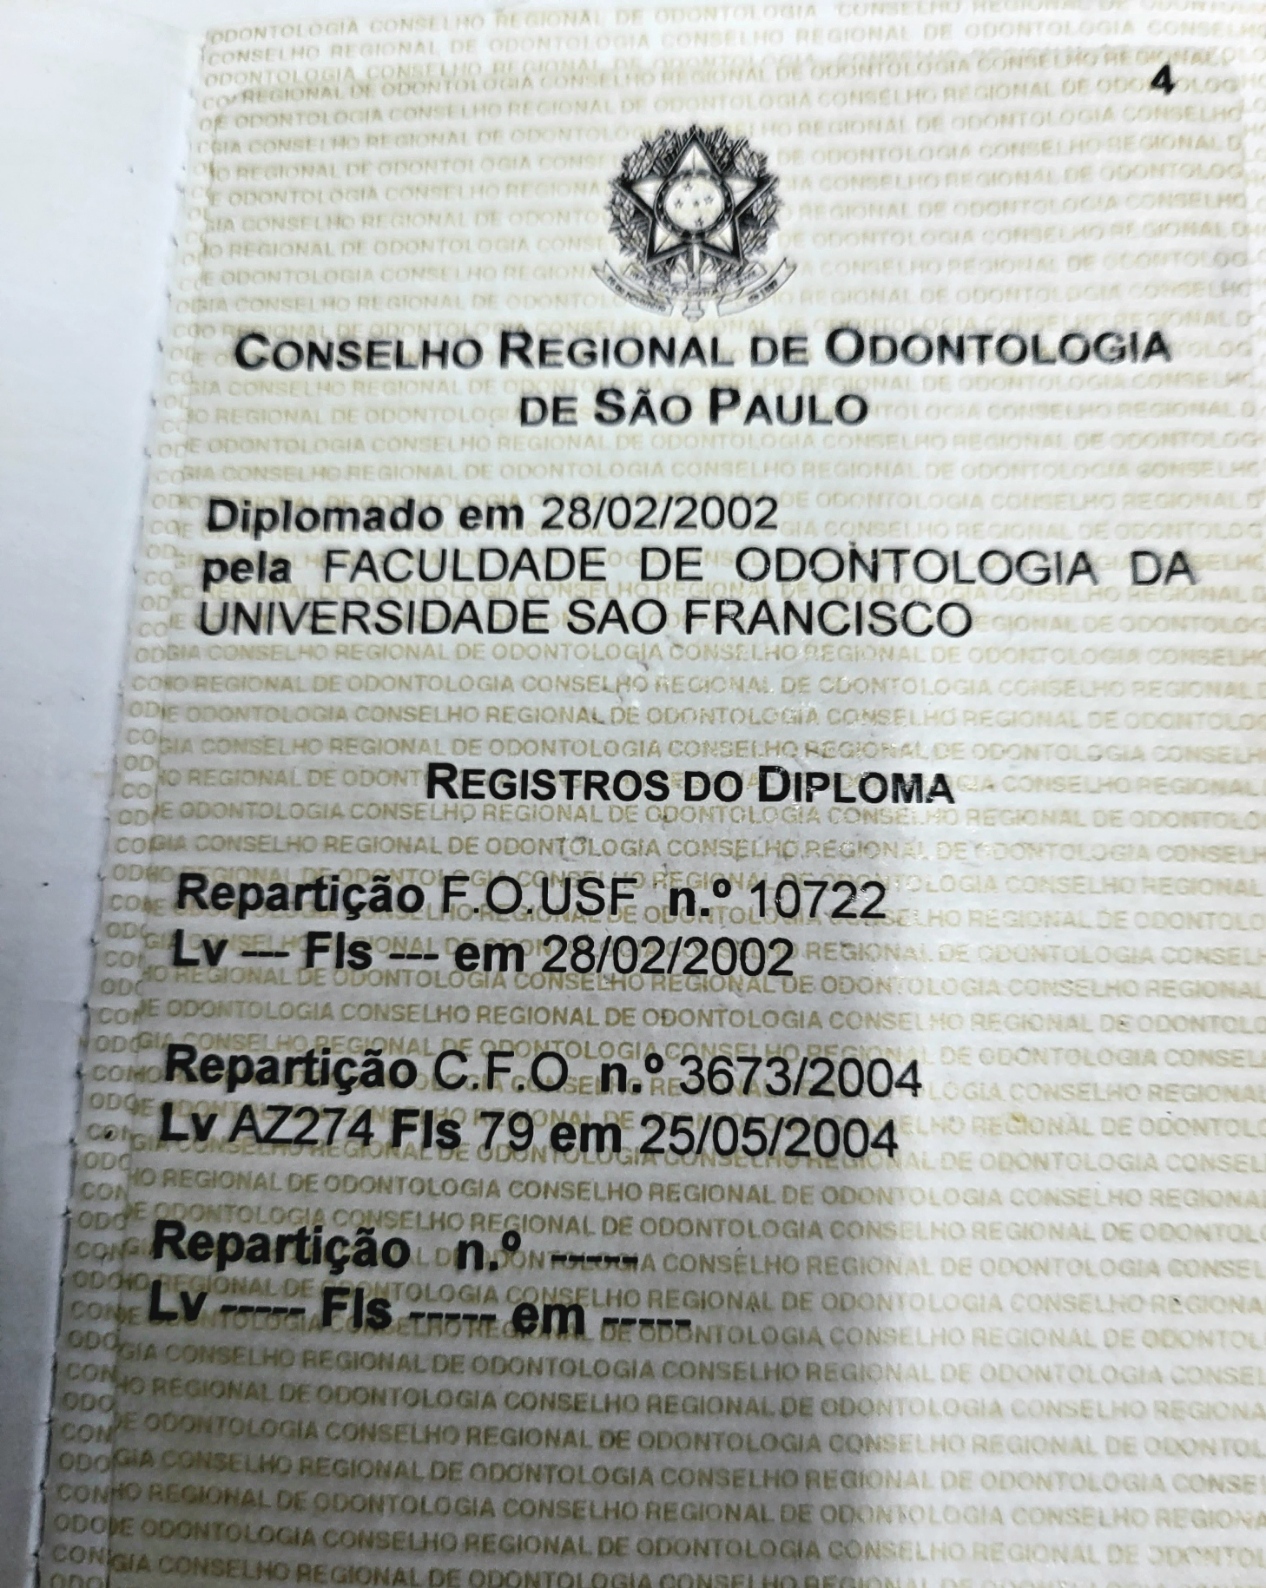 4
CONSELHO REGIONAL DE ODONTOLOGIA
DE SÃO PAULO
Diplomado em 28/02/2002
pela FACULDADE DE ODONTOLOGIA DA
UNIVERSIDADE SAO FRANCISCO
REGISTROS DO DIPLOMA
Repartição F.O.USF n.º 10722
Lv --- Fls --- em 28/02/2002
Repartição C.F.O n.º 3673/2004
Lv AZ274 Fls 79 em 25/05/2004
Repartição n.º -----
Lv ----- Fls ----- em -----